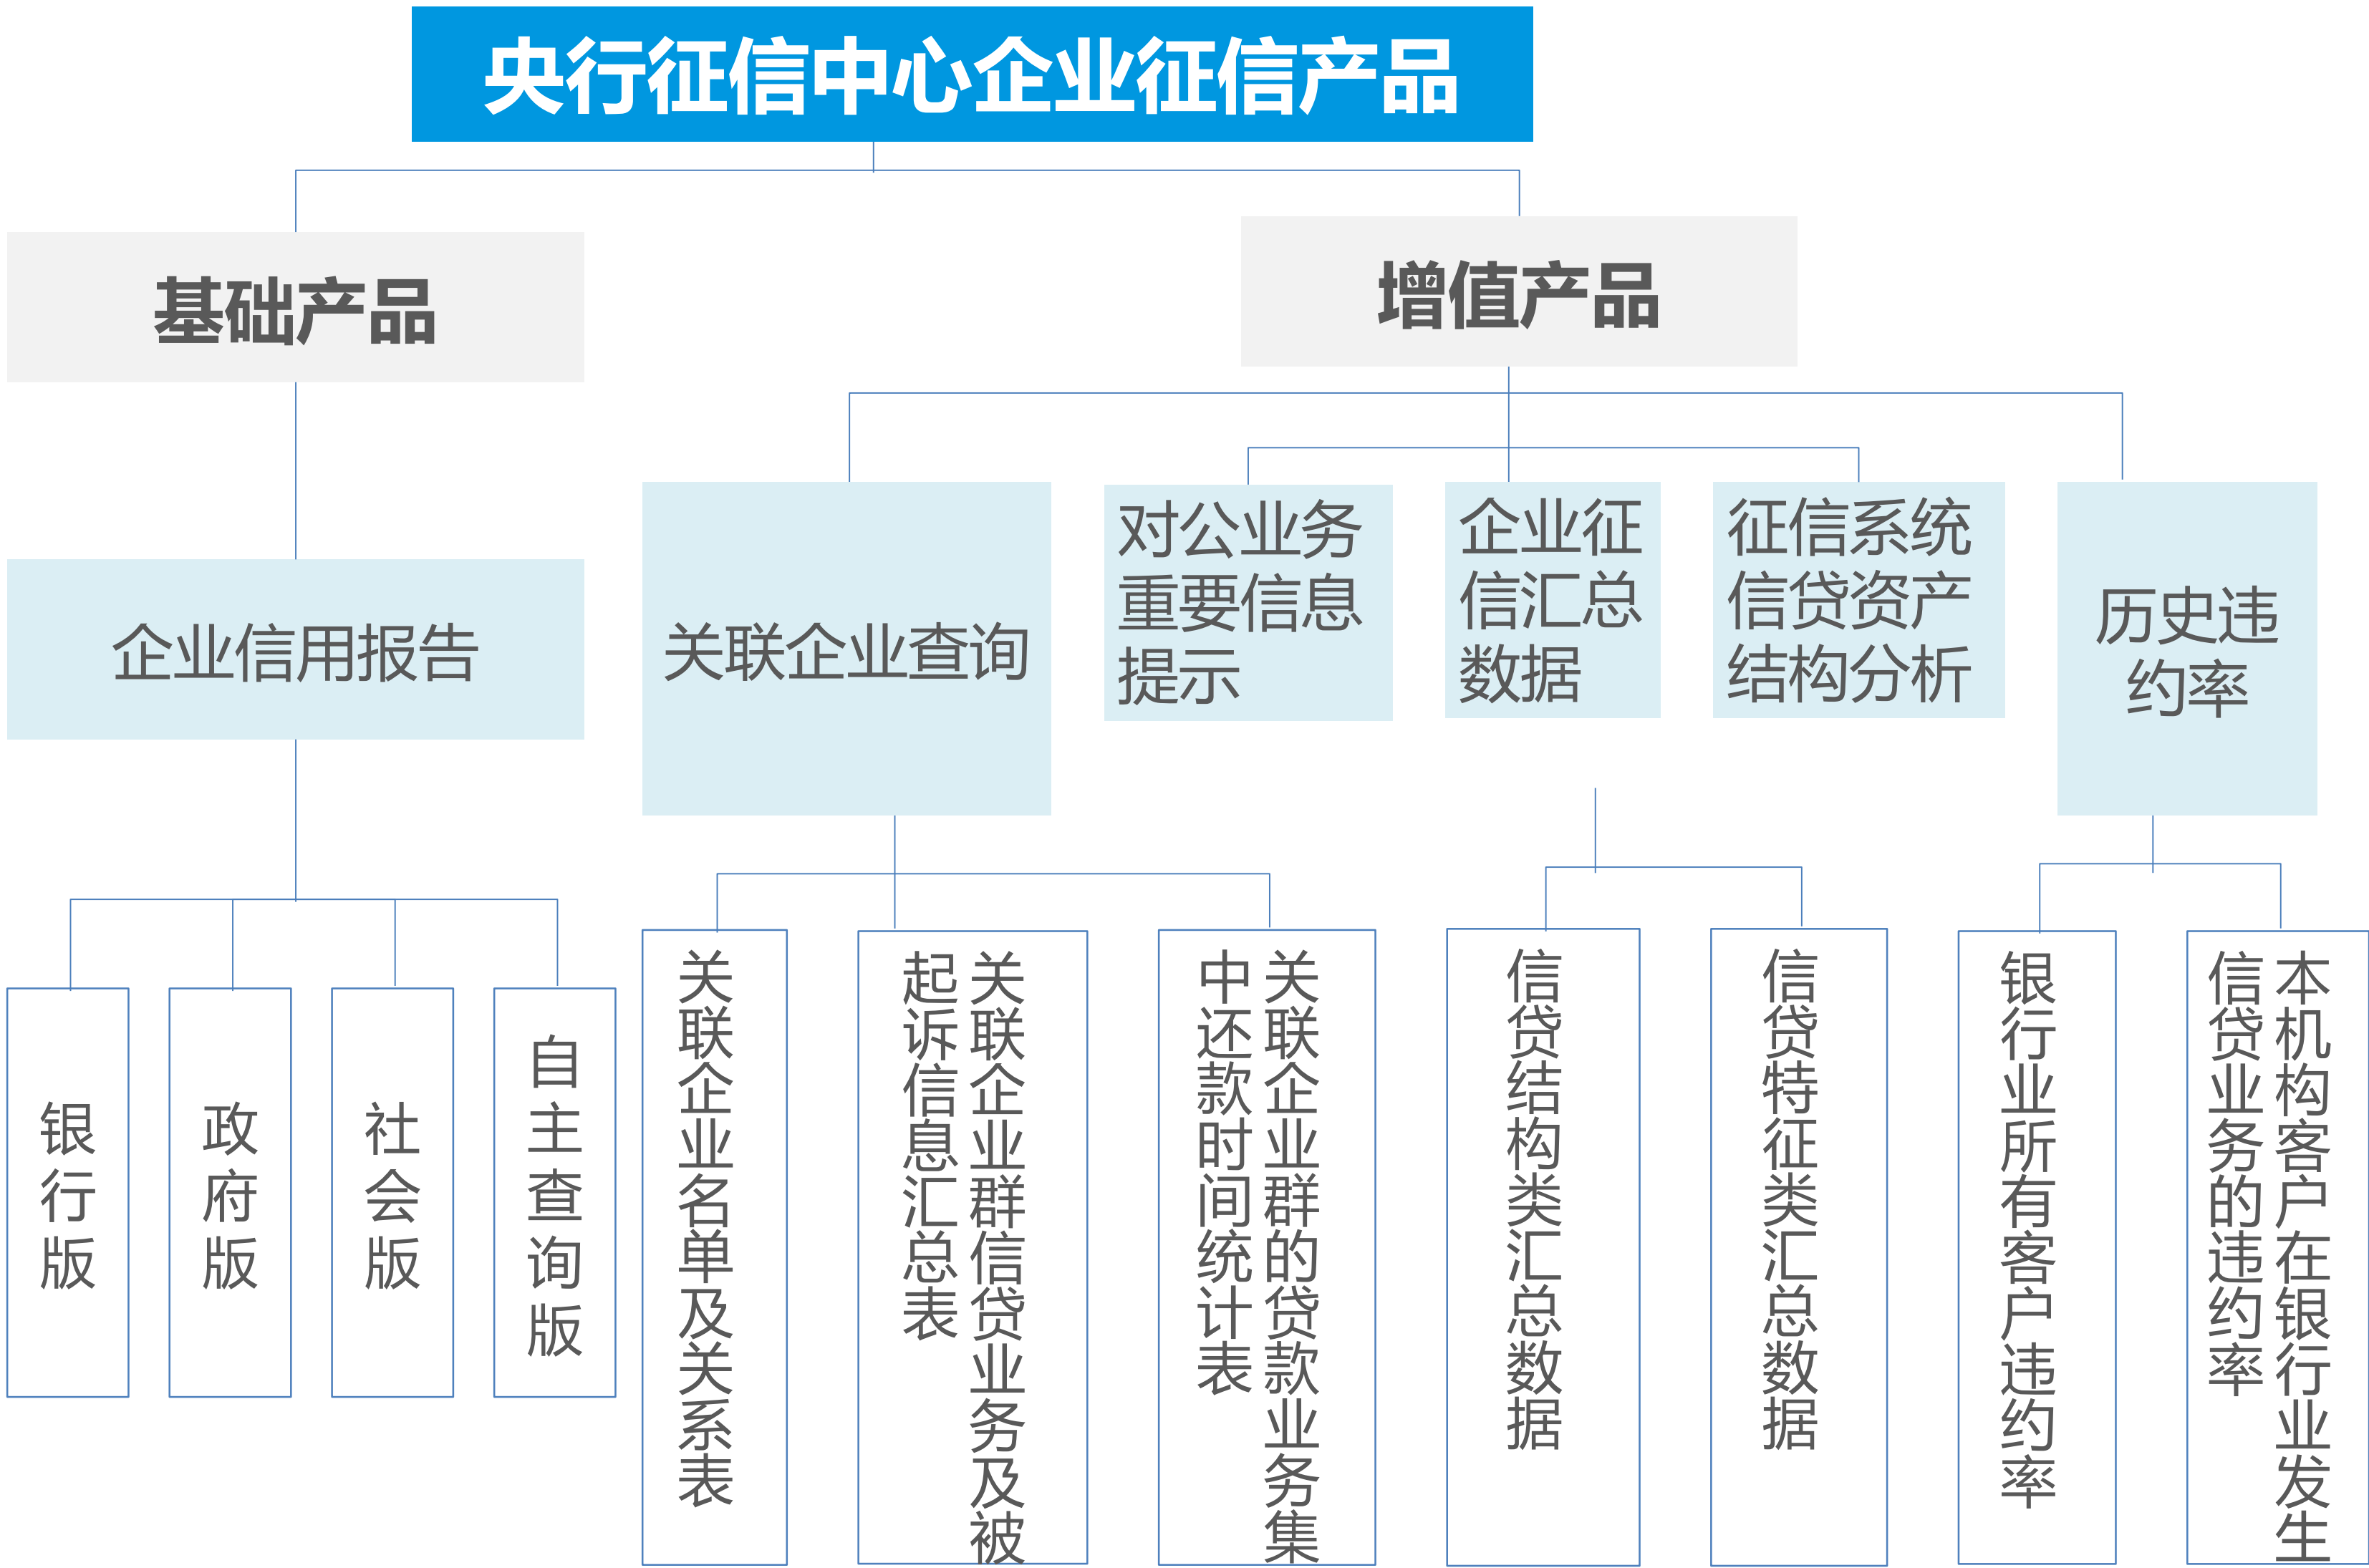 央行征信中心企业征信产品
基础产品
增值产品
企业信用报告
关联企业查询
对公业务
重要信息
提示
企业征
信汇总
数据
征信系统
信贷资产
结构分析
历史违
约率
银行版
政府版
社会版
自主查询版
关联企业名单及关系表
关联企业群信贷业务及被
起诉信息汇总表
关联企业群的贷款业务集
中还款时间统计表
信贷结构类汇总数据
信贷特征类汇总数据
银行业所有客户违约率
本机构客户在银行业发生
信贷业务的违约率